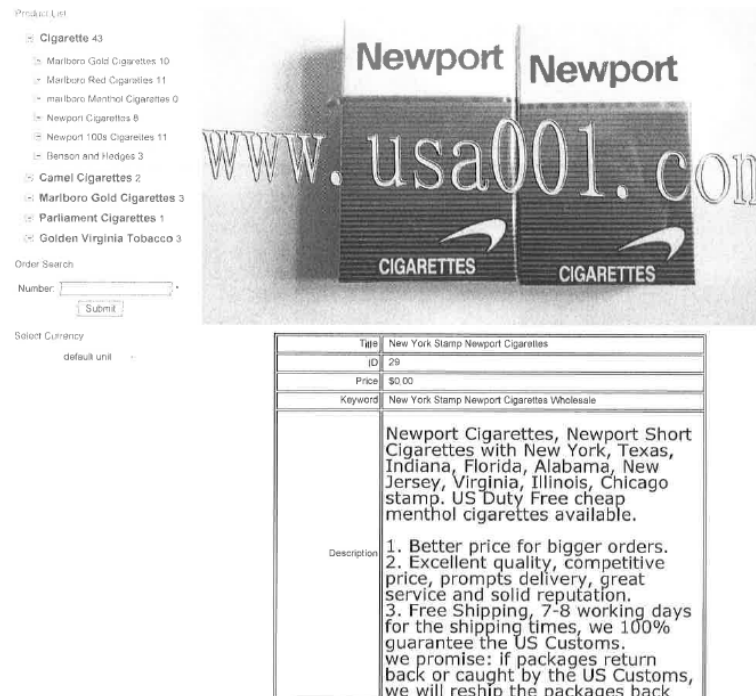 Product List
Cigarette 43
Marlboro Gold Cigarettes 10
Marlboro Red Cigarettes 11
marlboro Menthol Cigarettes 0
Newport Cigarettes 8
Newport 100s Cigarettes 11
Benson and Hedges 3
Camel Cigarettes 2
Marlboro Gold Cigarettes 3
Parliament Cigarettes 1
Golden Virginia Tobacco 3
Order Search
Number:
Submit
Select Currency
default unit
Newport Newport
www.usa001.com
CIGARETTES CIGARETTES
Title New York Stamp Newport Cigarettes
ID 29
Price $0.00
Keyword New York Stamp Newport Cigarettes Wholesale
Description
Newport Cigarettes, Newport Short
Cigarettes with New York, Texas,
Indiana, Florida, Alabama, New
Jersey, Virginia, Illinois, Chicago
stamp. US Duty Free cheap
menthol cigarettes available.
1. Better price for bigger orders.
2. Excellent quality, competitive
price, prompts delivery, great
service and solid reputation.
3. Free Shipping, 7-8 working days
for the shipping times, we 100%
guarantee the US Customs.
we promise: if packages return
back or caught by the US Customs,
we will reship the packages back